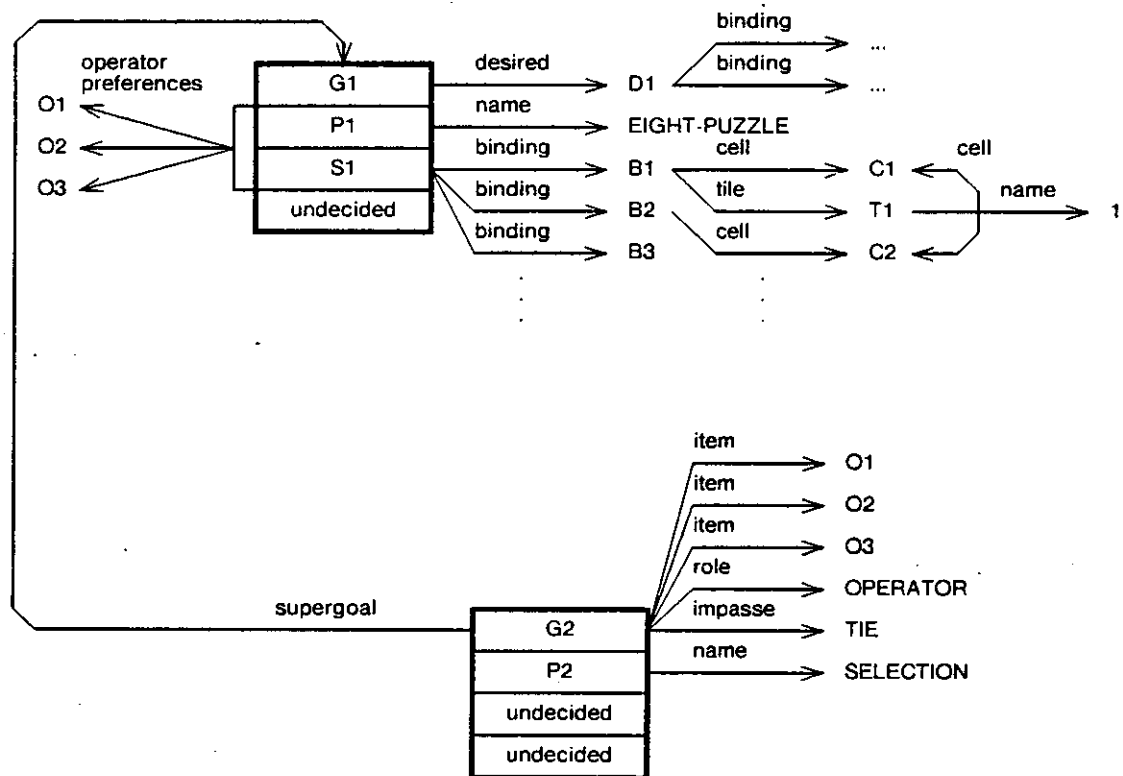 binding
operator preferences
G1
desired
binding
...
D1
...
O1
P1
name
EIGHT-PUZZLE
O2
S1
binding
B1
cell
C1
cell
O3
undecided
binding
B2
tile
T1
name
1
binding
B3
cell
C2
item
O1
item
O2
item
O3
role
OPERATOR
supergoal
G2
impasse
TIE
P2
name
SELECTION
undecided
undecided